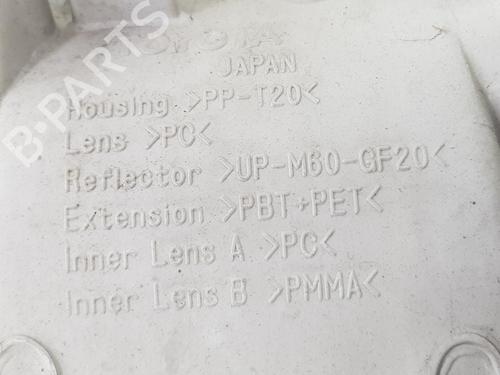 JAPAN
Housing >PP-T20<
Lens >PC<
Reflector >UP-M60-GF20<
Extension >PBT+PET<
Inner Lens A >PC<
Inner Lens B >PMMA<
B-PARTS